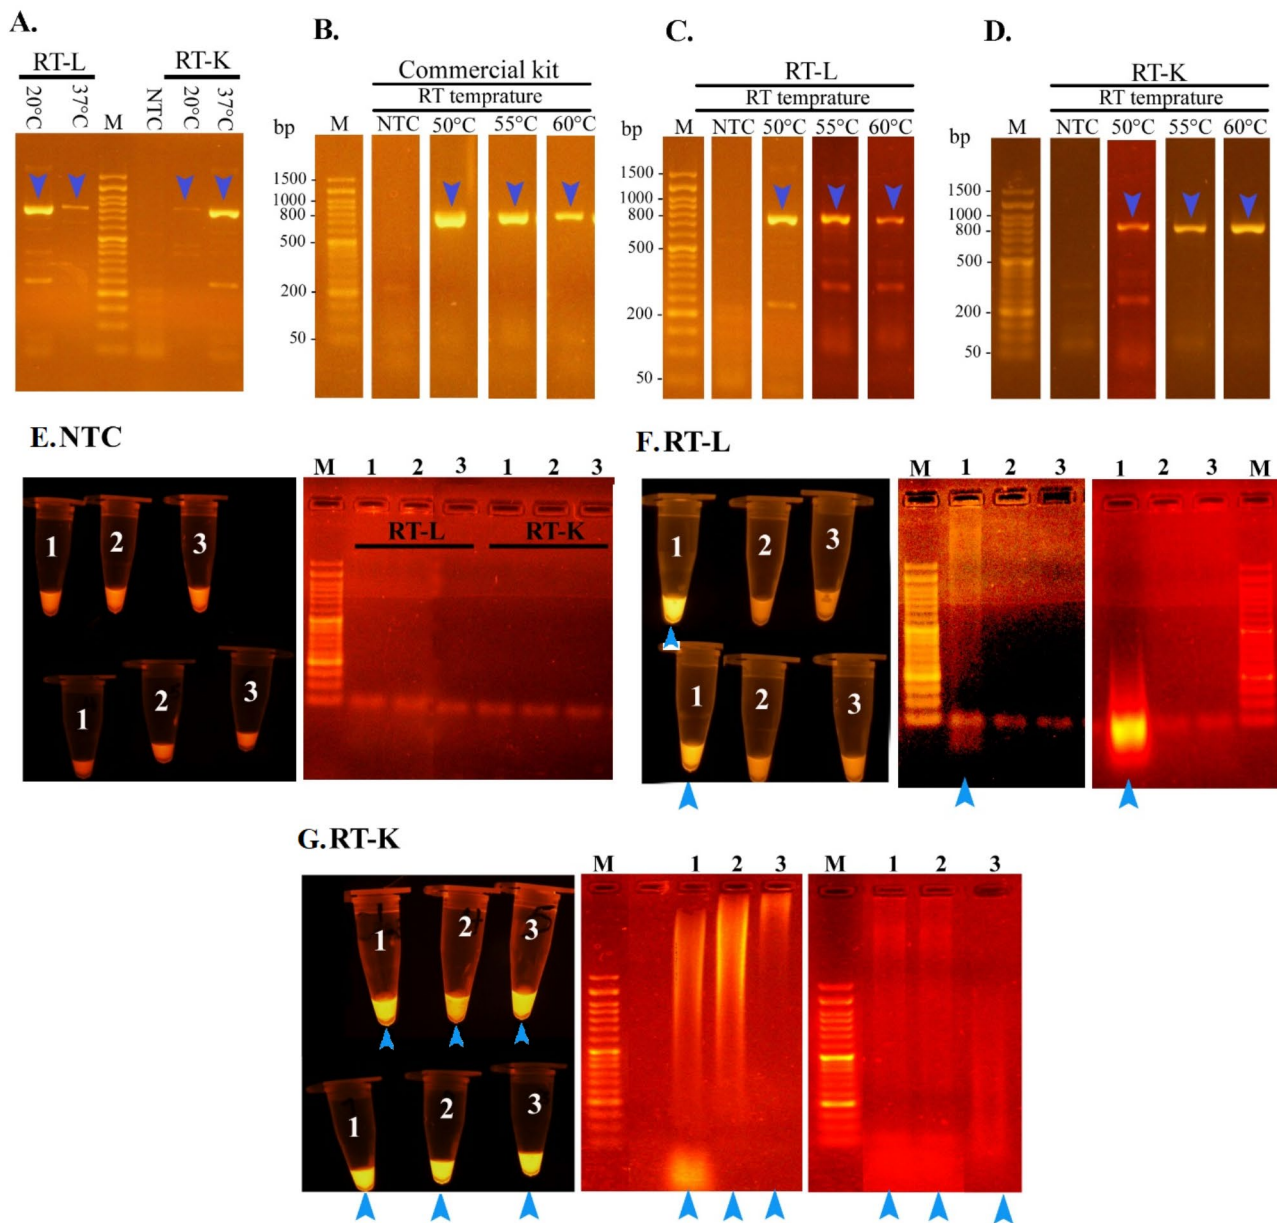 A.
RT-L
RT-K
20°C
37°C
M
NTC
20°C
37°C
B.
Commercial kit
RT temprature
bp
M
NTC
50°C
55°C
60°C
1500
1000
800
500
200
50
C.
RT-L
RT temprature
bp
M
NTC
50°C
55°C
60°C
1500
1000
800
500
200
50
D.
RT-K
RT temprature
bp
M
NTC
50°C
55°C
60°C
1500
1000
800
500
200
50
E. NTC
1 2 3
1 2 3
M 1 2 3 1 2 3
RT-L RT-K
F. RT-L
1 2 3
1 2 3
M 1 2 3
1 2 3 M
G. RT-K
1 2 3
1 2 3
M 1 2 3
M 1 2 3